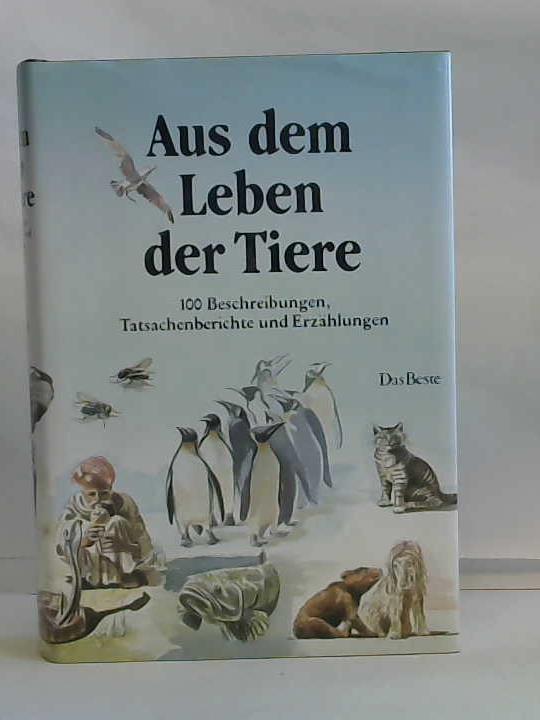 Aus dem
Leben
der Tiere
100 Beschreibungen,
Tatsachenberichte und Erzählungen
Das Beste